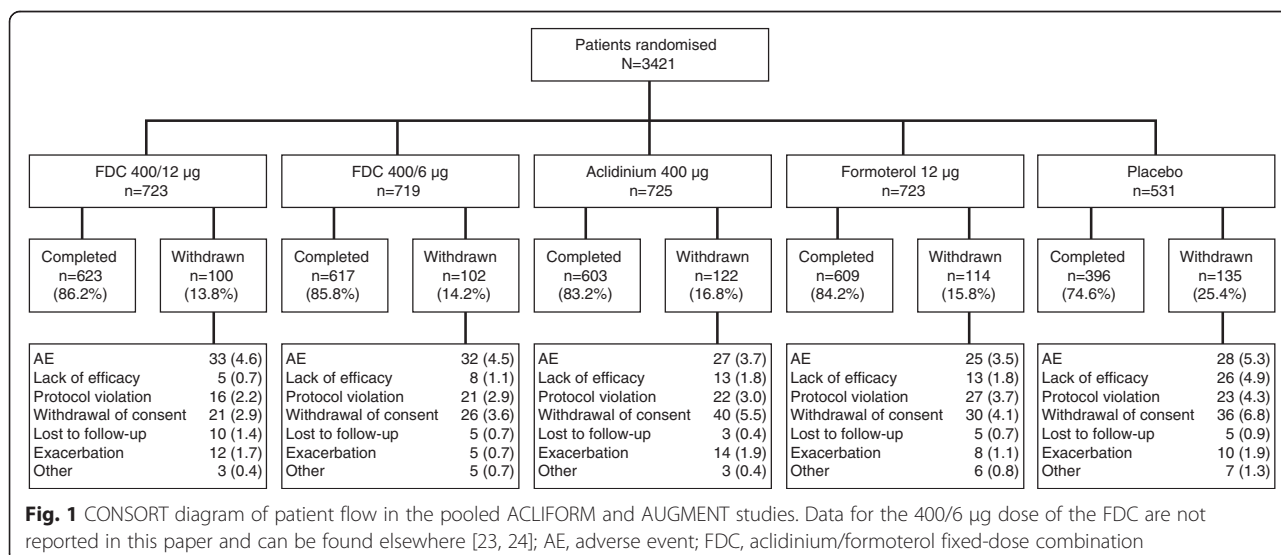 Patients randomised
N=3421
FDC 400/12 µg
n=723
FDC 400/6 µg
n=719
Aclidinium 400 µg
n=725
Formoterol 12 µg
n=723
Placebo
n=531
Completed
n=623
(86.2%)
Withdrawn
n=100
(13.8%)
Completed
n=617
(85.8%)
Withdrawn
n=102
(14.2%)
Completed
n=603
(83.2%)
Withdrawn
n=122
(16.8%)
Completed
n=609
(84.2%)
Withdrawn
n=114
(15.8%)
Completed
n=396
(74.6%)
Withdrawn
n=135
(25.4%)
AE 33 (4.6)
Lack of efficacy 5 (0.7)
Protocol violation 16 (2.2)
Withdrawal of consent 21 (2.9)
Lost to follow-up 10 (1.4)
Exacerbation 12 (1.7)
Other 3 (0.4)
AE 32 (4.5)
Lack of efficacy 8 (1.1)
Protocol violation 21 (2.9)
Withdrawal of consent 26 (3.6)
Lost to follow-up 5 (0.7)
Exacerbation 5 (0.7)
Other 5 (0.7)
AE 27 (3.7)
Lack of efficacy 13 (1.8)
Protocol violation 22 (3.0)
Withdrawal of consent 40 (5.5)
Lost to follow-up 3 (0.4)
Exacerbation 14 (1.9)
Other 3 (0.4)
AE 25 (3.5)
Lack of efficacy 13 (1.8)
Protocol violation 27 (3.7)
Withdrawal of consent 30 (4.1)
Lost to follow-up 5 (0.7)
Exacerbation 8 (1.1)
Other 6 (0.8)
AE 28 (5.3)
Lack of efficacy 26 (4.9)
Protocol violation 23 (4.3)
Withdrawal of consent 36 (6.8)
Lost to follow-up 5 (0.9)
Exacerbation 10 (1.9)
Other 7 (1.3)
Fig. 1 CONSORT diagram of patient flow in the pooled ACLIFORM and AUGMENT studies. Data for the 400/6 µg dose of the FDC are not
reported in this paper and can be found elsewhere [23, 24]; AE, adverse event; FDC, aclidinium/formoterol fixed-dose combination